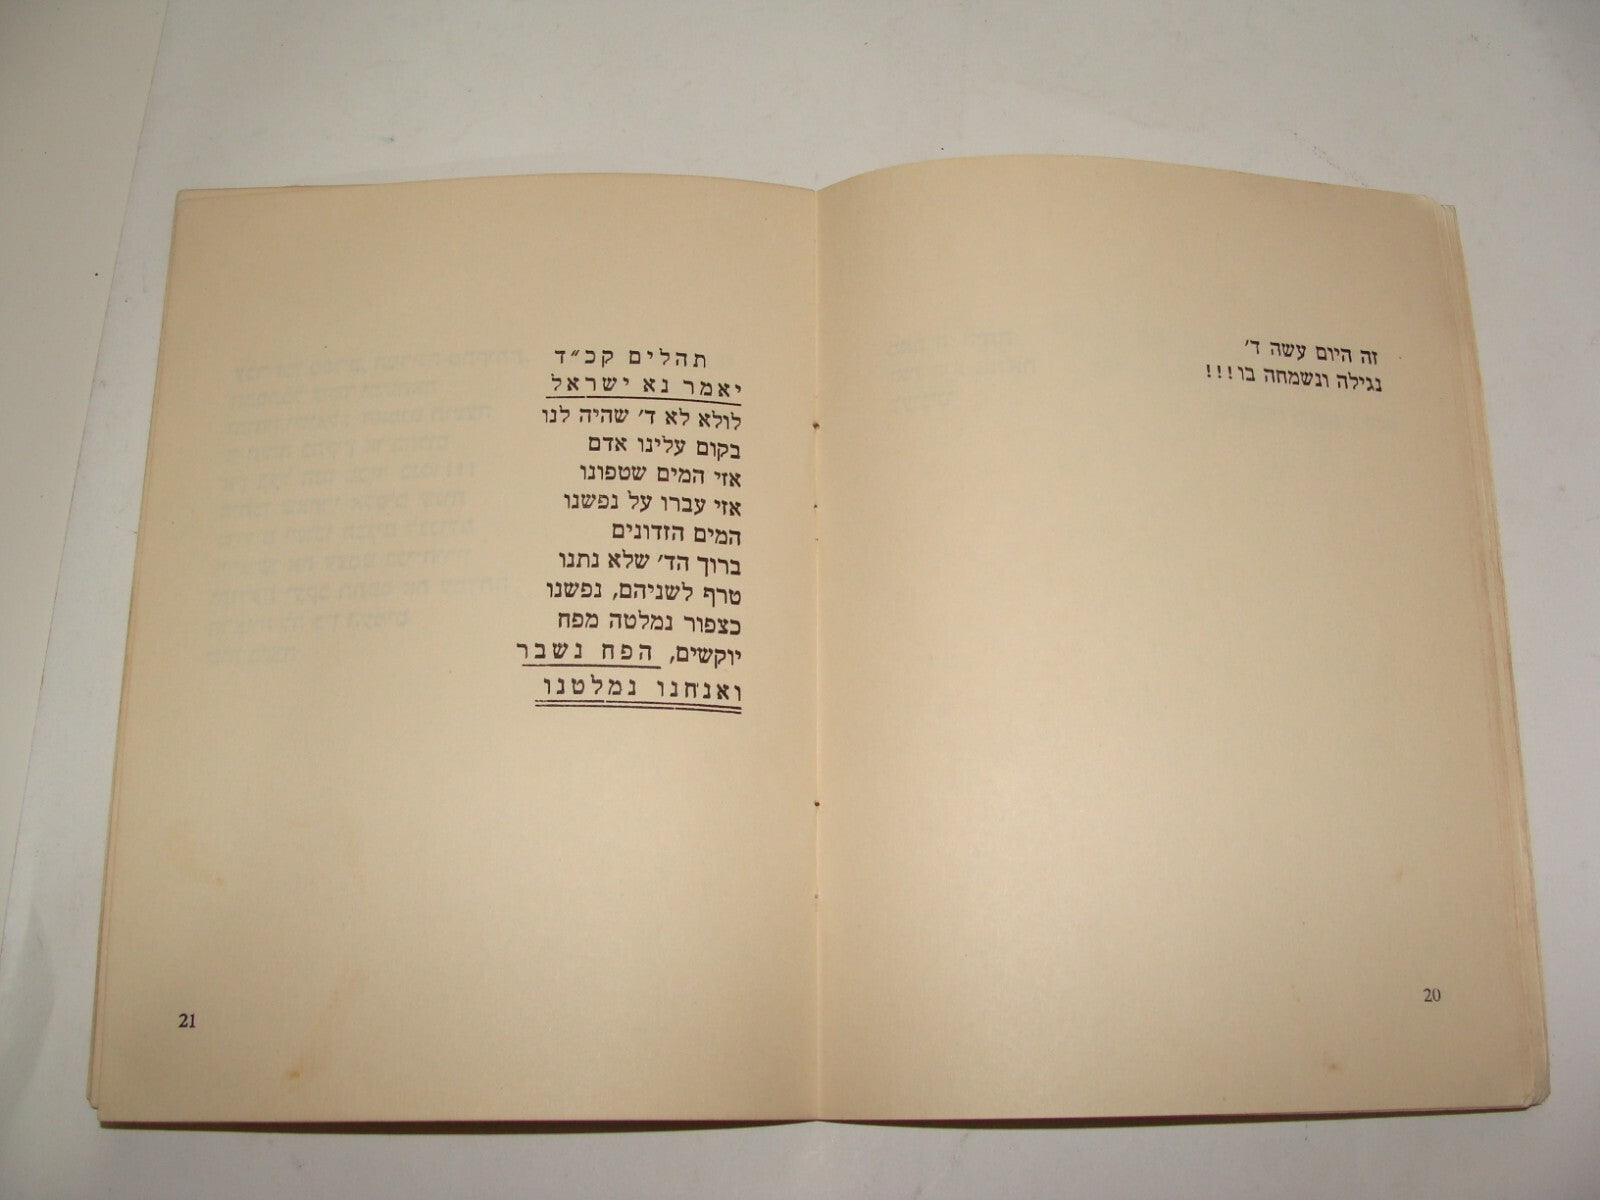 זה היום עשה ד׳
נגילה ונשמחה בו!!!
20
תהלים קכ״ד
יאמר נא ישראל
לולא לא ד׳ שהיה לנו
בקום עלינו אדם
אזי המים שטפונו
אזי עברו על נפשנו
המים הזדונים
ברוך הד׳ שלא נתנו
טרף לשניהם, נפשנו
כצפור נמלטה מפח
יוקשים, הפח נשבר
ואנחנו נמלטנו
21